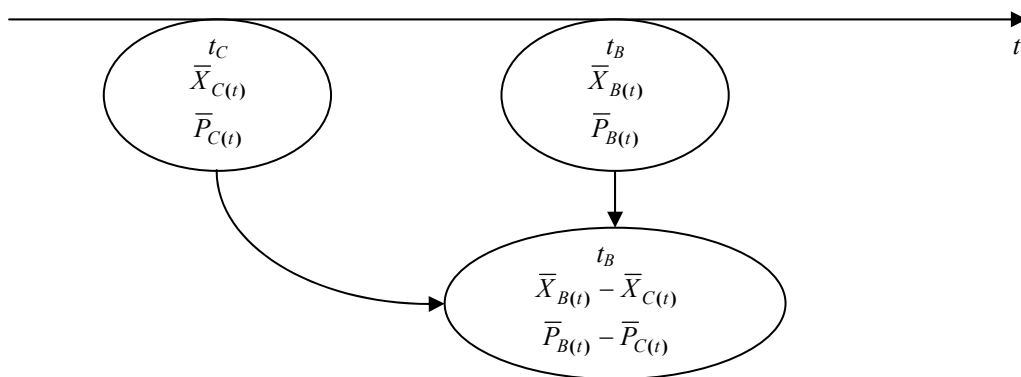 t
t_C
X̅_C(t)
P̅_C(t)
t_B
X̅_B(t)
P̅_B(t)
t_B
X̅_B(t) − X̅_C(t)
P̅_B(t) − P̅_C(t)